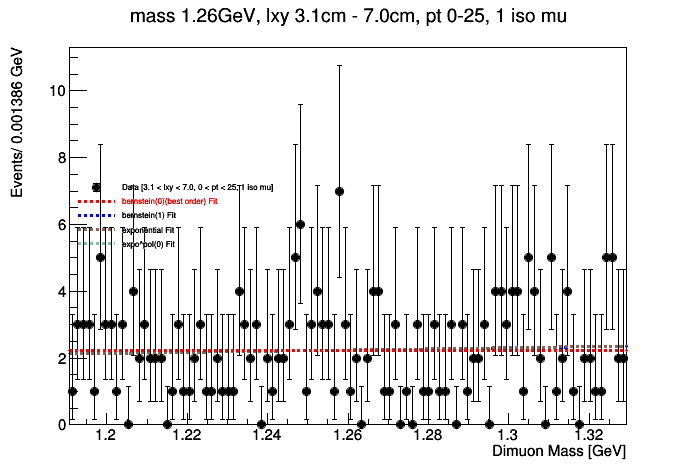 mass 1.26GeV, lxy 3.1cm - 7.0cm, pt 0-25, 1 iso mu
Events/ 0.001386 GeV
10
8
Data [3.1 < lxy < 7.0, 0 < pt < 25, 1 iso mu]
bernstein(0)(best order) Fit
6
bernstein(1) Fit
exponential Fit
expo*pol(0) Fit
4
2
0
1.2
1.22
1.24
1.26
1.28
1.3
1.32
Dimuon Mass [GeV]